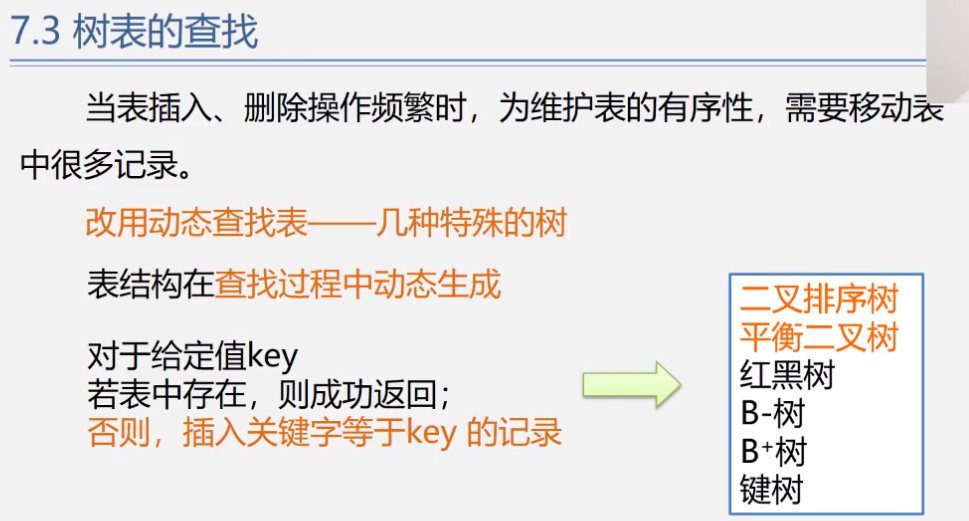 7.3 树表的查找
当表插入、删除操作频繁时，为维护表的有序性，需要移动表
中很多记录。
改用动态查找表——几种特殊的树
表结构在查找过程中动态生成
对于给定值key
若表中存在，则成功返回；
否则，插入关键字等于key 的记录
二叉排序树
平衡二叉树
红黑树
B-树
B⁺树
键树